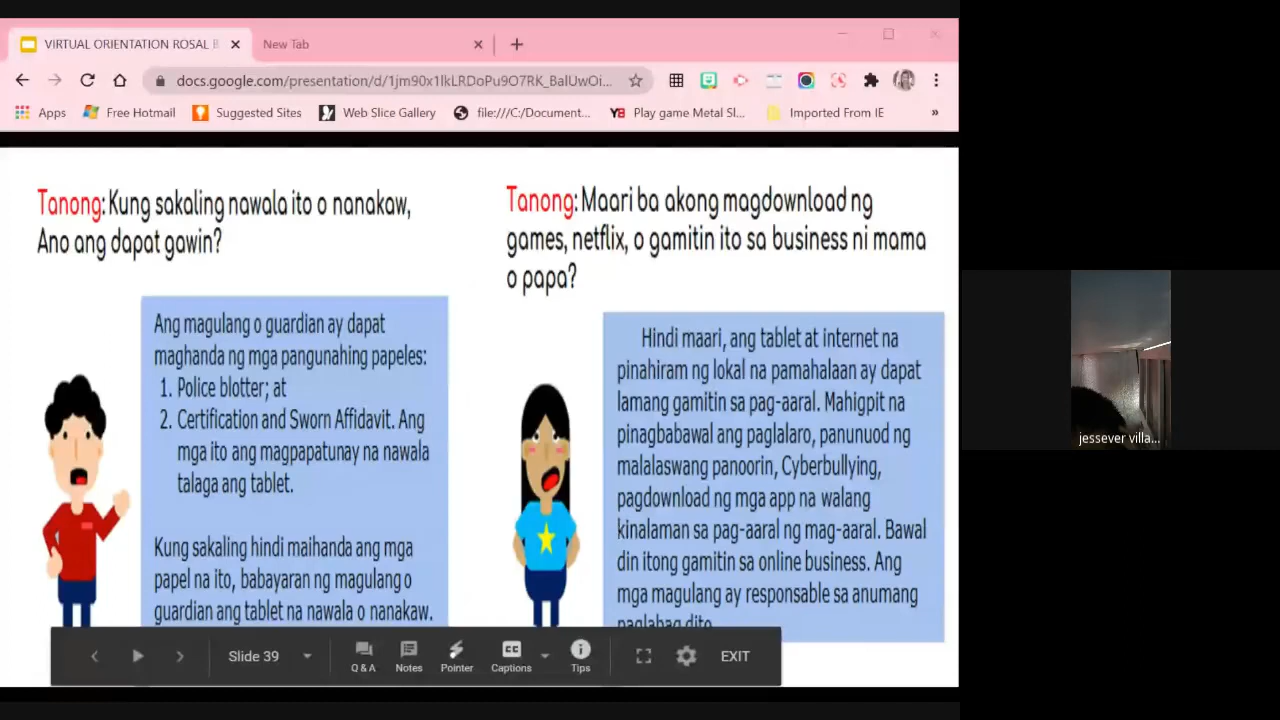 VIRTUAL ORIENTATION ROSAL B
New Tab
docs.google.com/presentation/d/1jm90x1lkLRDoPu9O7RK_BalUwOi...
Apps
Free Hotmail
Suggested Sites
Web Slice Gallery
file:///C:/Document...
Play game Metal Sl...
Imported From IE
Tanong: Kung sakaling nawala ito o nanakaw,
Ano ang dapat gawin?
Ang magulang o guardian ay dapat
maghanda ng mga pangunahing papeles:
1. Police blotter; at
2. Certification and Sworn Affidavit. Ang
mga ito ang magpapatunay na nawala
talaga ang tablet.
Kung sakaling hindi maihanda ang mga
papel na ito, babayaran ng magulang o
guardian ang tablet na nawala o nanakaw.
Tanong: Maari ba akong magdownload ng
games, netflix, o gamitin ito sa business ni mama
o papa?
Hindi maari, ang tablet at internet na
pinahiram ng lokal na pamahalaan ay dapat
lamang gamitin sa pag-aaral. Mahigpit na
pinagbabawal ang paglalaro, panunuod ng
malalaswang panoorin, Cyberbullying,
pagdownload ng mga app na walang
kinalaman sa pag-aaral ng mag-aaral. Bawal
din itong gamitin sa online business. Ang
mga magulang ay responsable sa anumang
paglabag dito.
Slide 39
Q & A
Notes
Pointer
CC
Captions
Tips
EXIT
jessever villa...